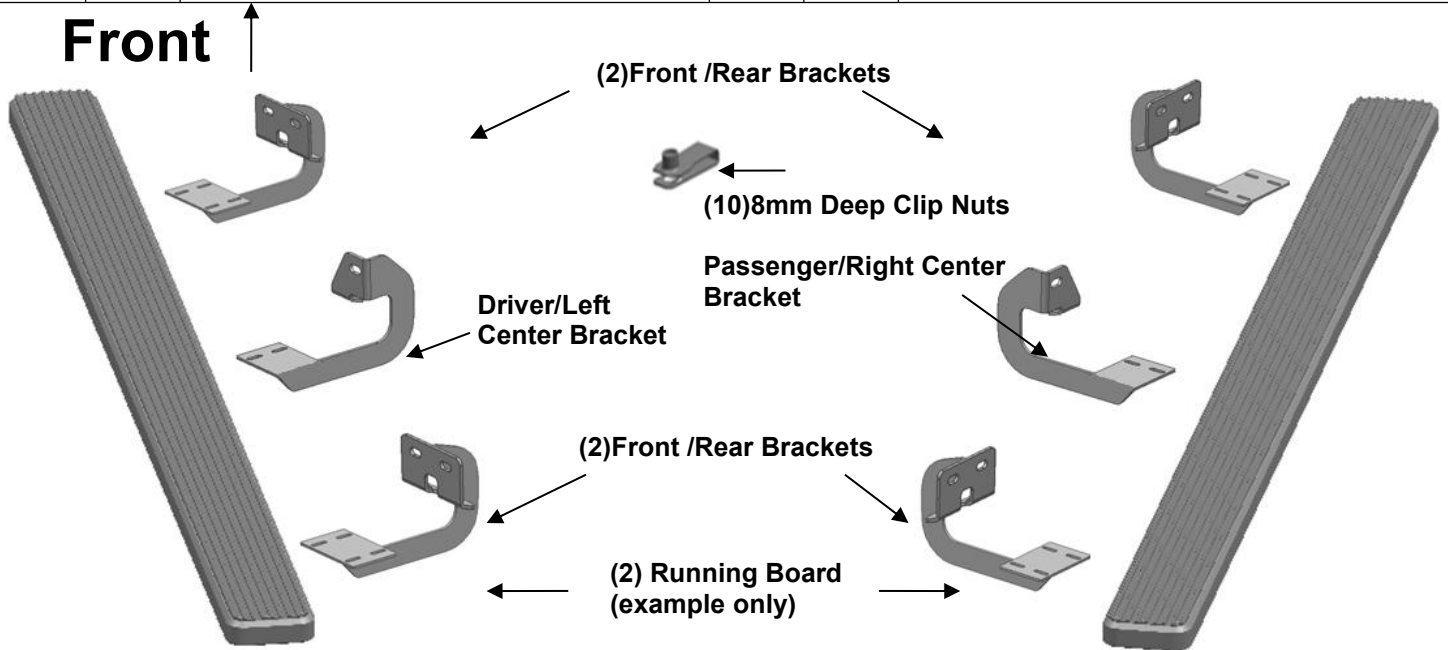 Front
(2)Front /Rear Brackets
(10)8mm Deep Clip Nuts
Passenger/Right Center
Bracket
Driver/Left
Center Bracket
(2)Front /Rear Brackets
(2) Running Board
(example only)